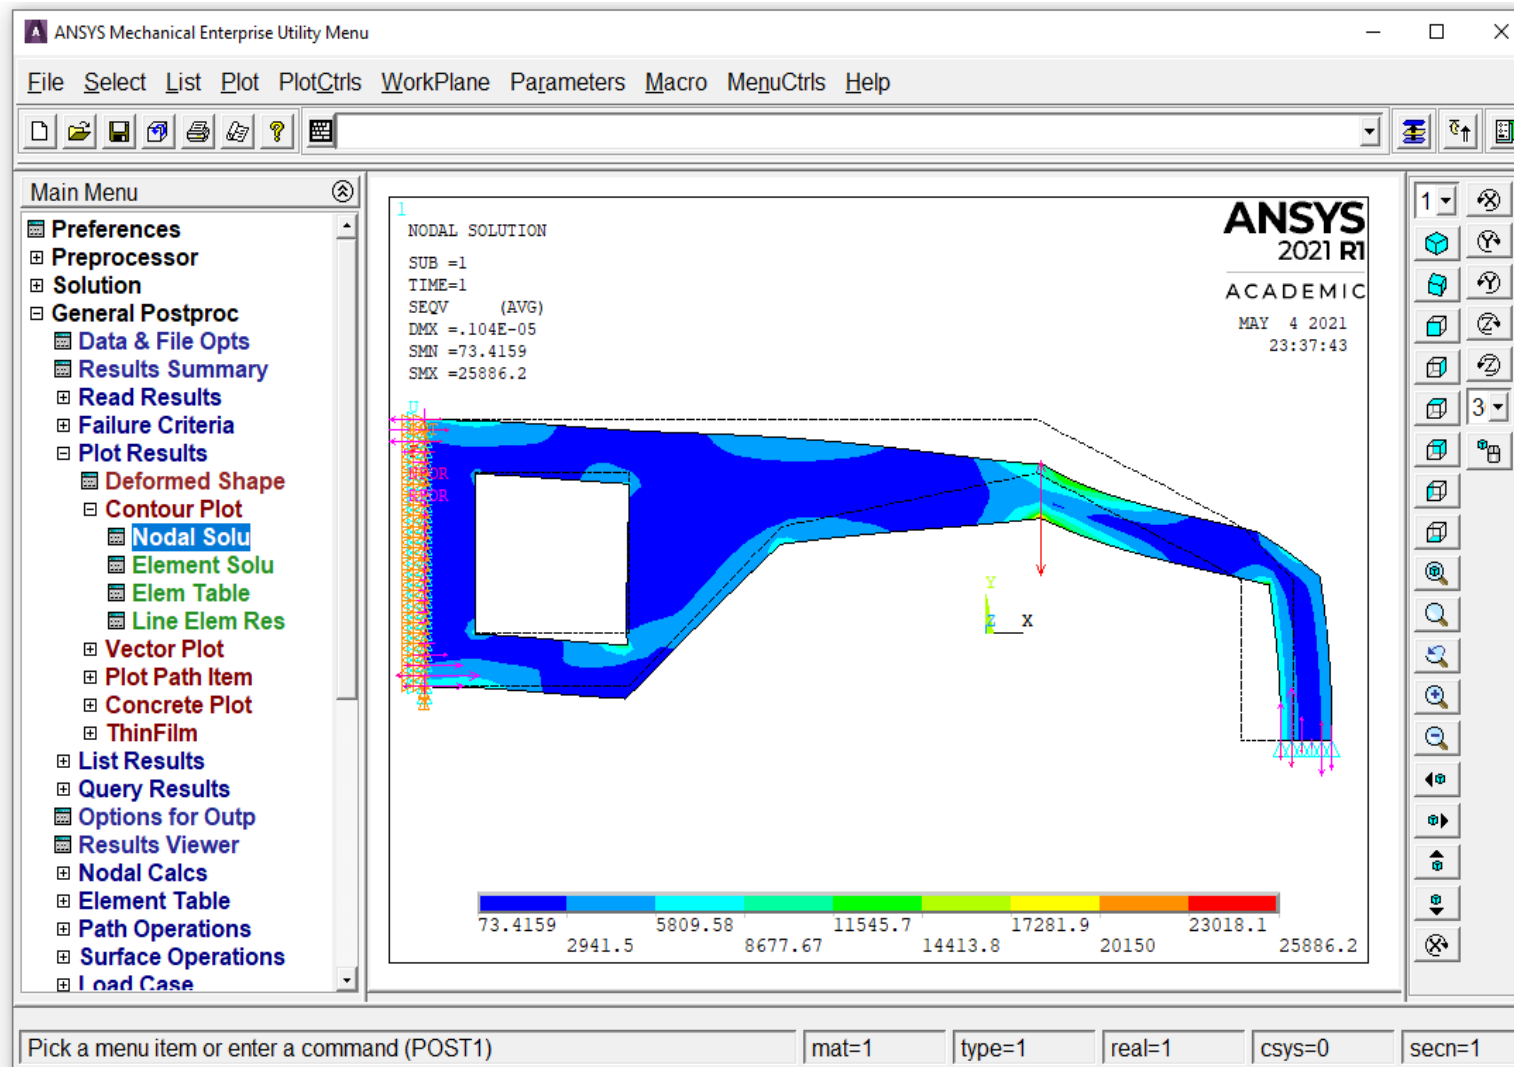 ANSYS Mechanical Enterprise Utility Menu
File Select List Plot PlotCtrls WorkPlane Parameters Macro MenuCtrls Help
Main Menu
Preferences
Preprocessor
Solution
General Postproc
Data & File Opts
Results Summary
Read Results
Failure Criteria
Plot Results
Deformed Shape
Contour Plot
Nodal Solu
Element Solu
Elem Table
Line Elem Res
Vector Plot
Plot Path Item
Concrete Plot
ThinFilm
List Results
Query Results
Options for Outp
Results Viewer
Nodal Calcs
Element Table
Path Operations
Surface Operations
Load Case
1
NODAL SOLUTION
SUB =1
TIME=1
SEQV (AVG)
DMX =.104E-05
SMN =73.4159
SMX =25886.2
ANSYS
2021 R1
ACADEMIC
MAY 4 2021
23:37:43
U
Y
Z X
73.4159 5809.58 11545.7 17281.9 23018.1
2941.5 8677.67 14413.8 20150 25886.2
1
3
Pick a menu item or enter a command (POST1)
mat=1
type=1
real=1
csys=0
secn=1